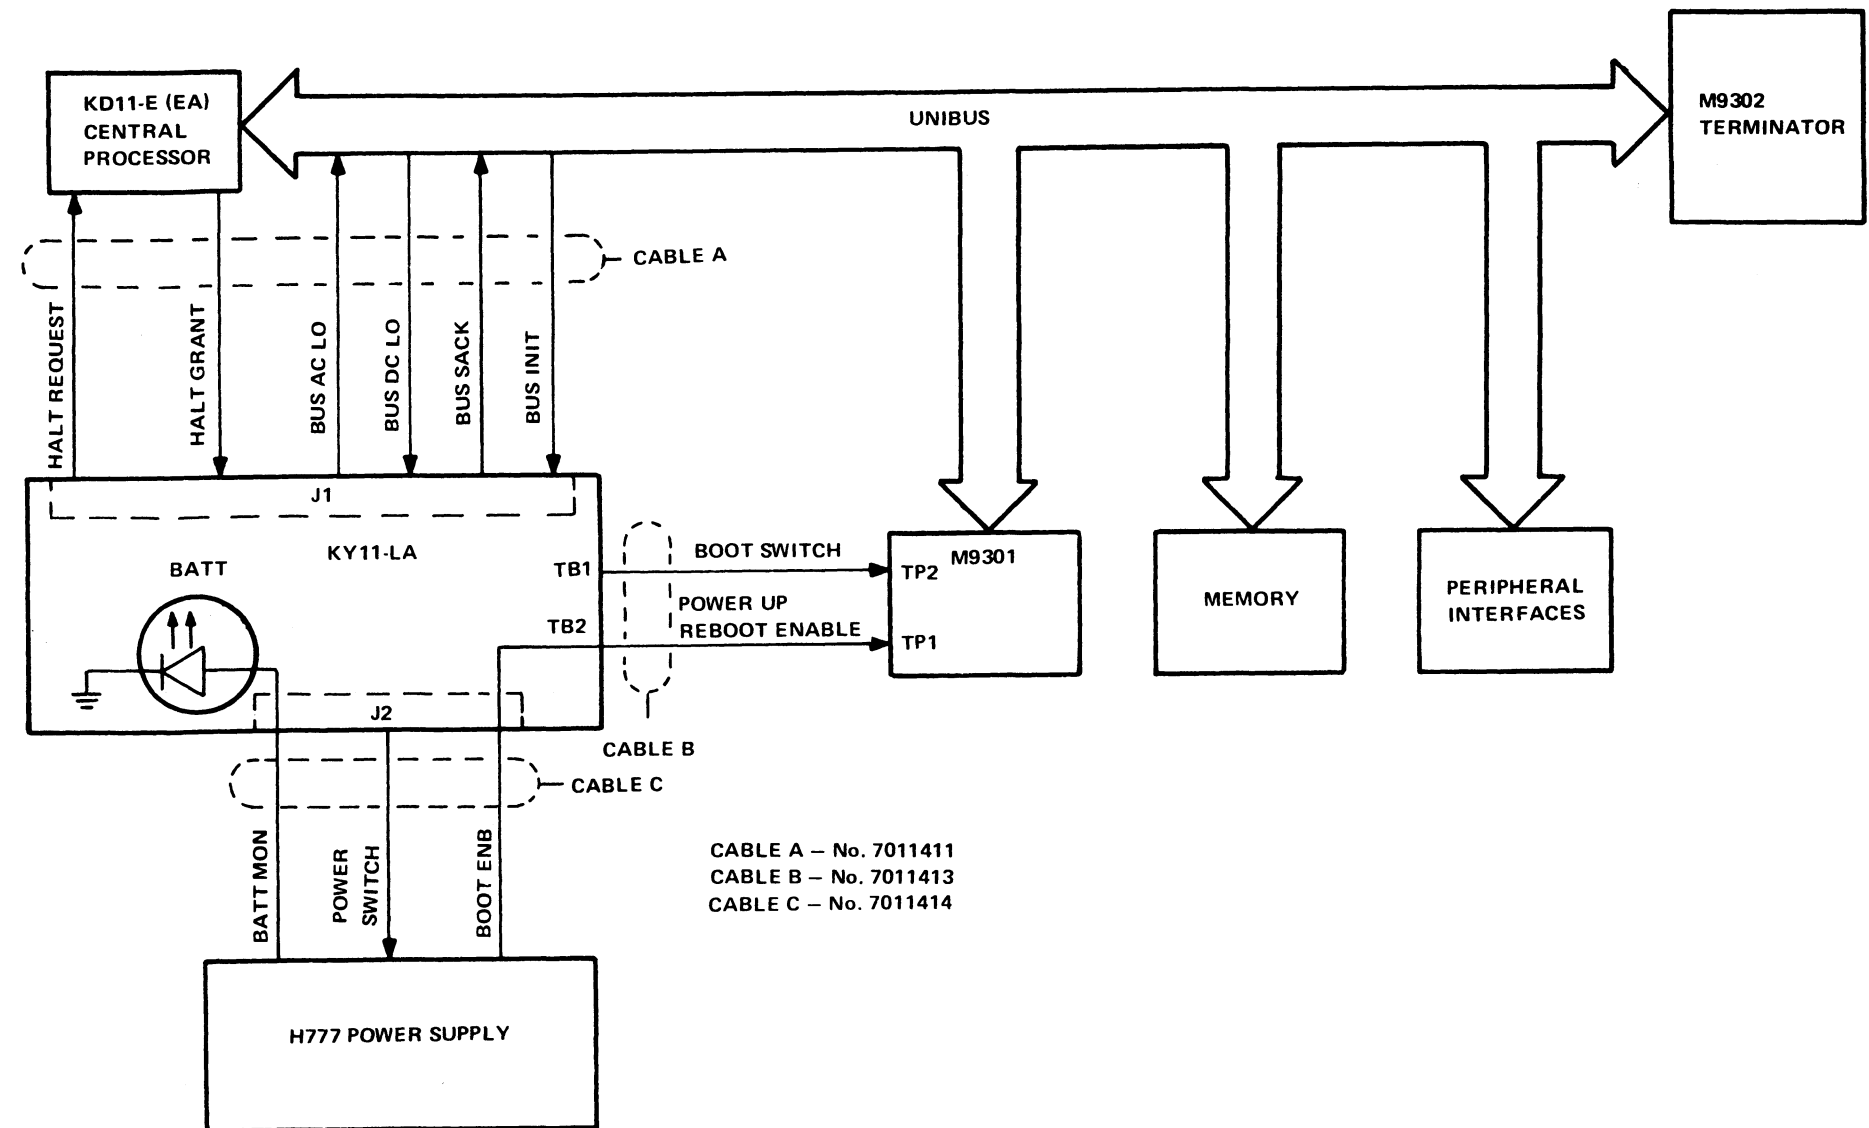 KD11-E (EA)
CENTRAL
PROCESSOR
UNIBUS
M9302
TERMINATOR
CABLE A
HALT REQUEST
HALT GRANT
BUS AC LO
BUS DC LO
BUS SACK
BUS INIT
J1
KY11-LA
BATT
TB1
TB2
J2
BOOT SWITCH
POWER UP
REBOOT ENABLE
M9301
TP2
TP1
MEMORY
PERIPHERAL
INTERFACES
CABLE B
CABLE C
BATT MON
POWER
SWITCH
BOOT ENB
CABLE A – No. 7011411
CABLE B – No. 7011413
CABLE C – No. 7011414
H777 POWER SUPPLY